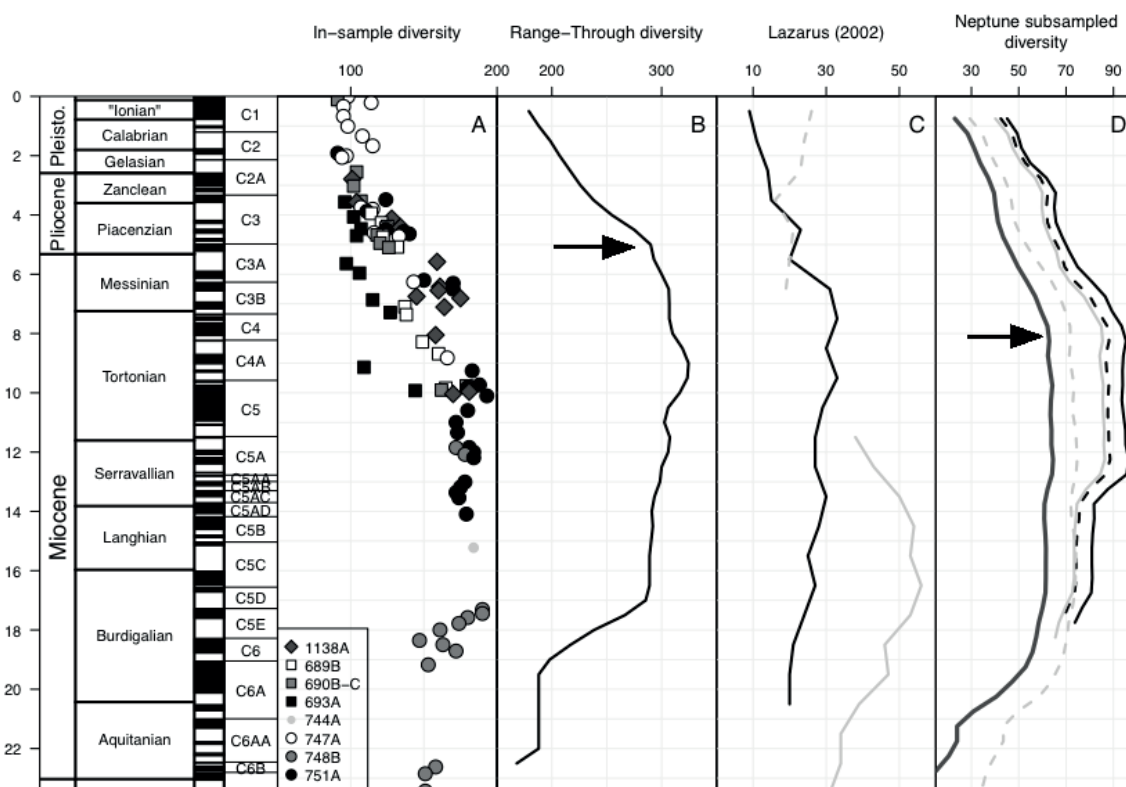 In−sample diversity
Range−Through diversity
Lazarus (2002)
Neptune subsampled
diversity
100 200
200 300
10 30 50
30 50 70 90
A
B
C
D
0
2
4
6
8
10
12
14
16
18
20
22
Pleisto.
Pliocene
Miocene
"Ionian"
Calabrian
Gelasian
Zanclean
Piacenzian
Messinian
Tortonian
Serravallian
Langhian
Burdigalian
Aquitanian
C1
C2
C2A
C3
C3A
C3B
C4
C4A
C5
C5A
C5AA
C5AB
C5AC
C5AD
C5B
C5C
C5D
C5E
C6
C6A
C6AA
C6B
1138A
689B
690B−C
693A
744A
747A
748B
751A